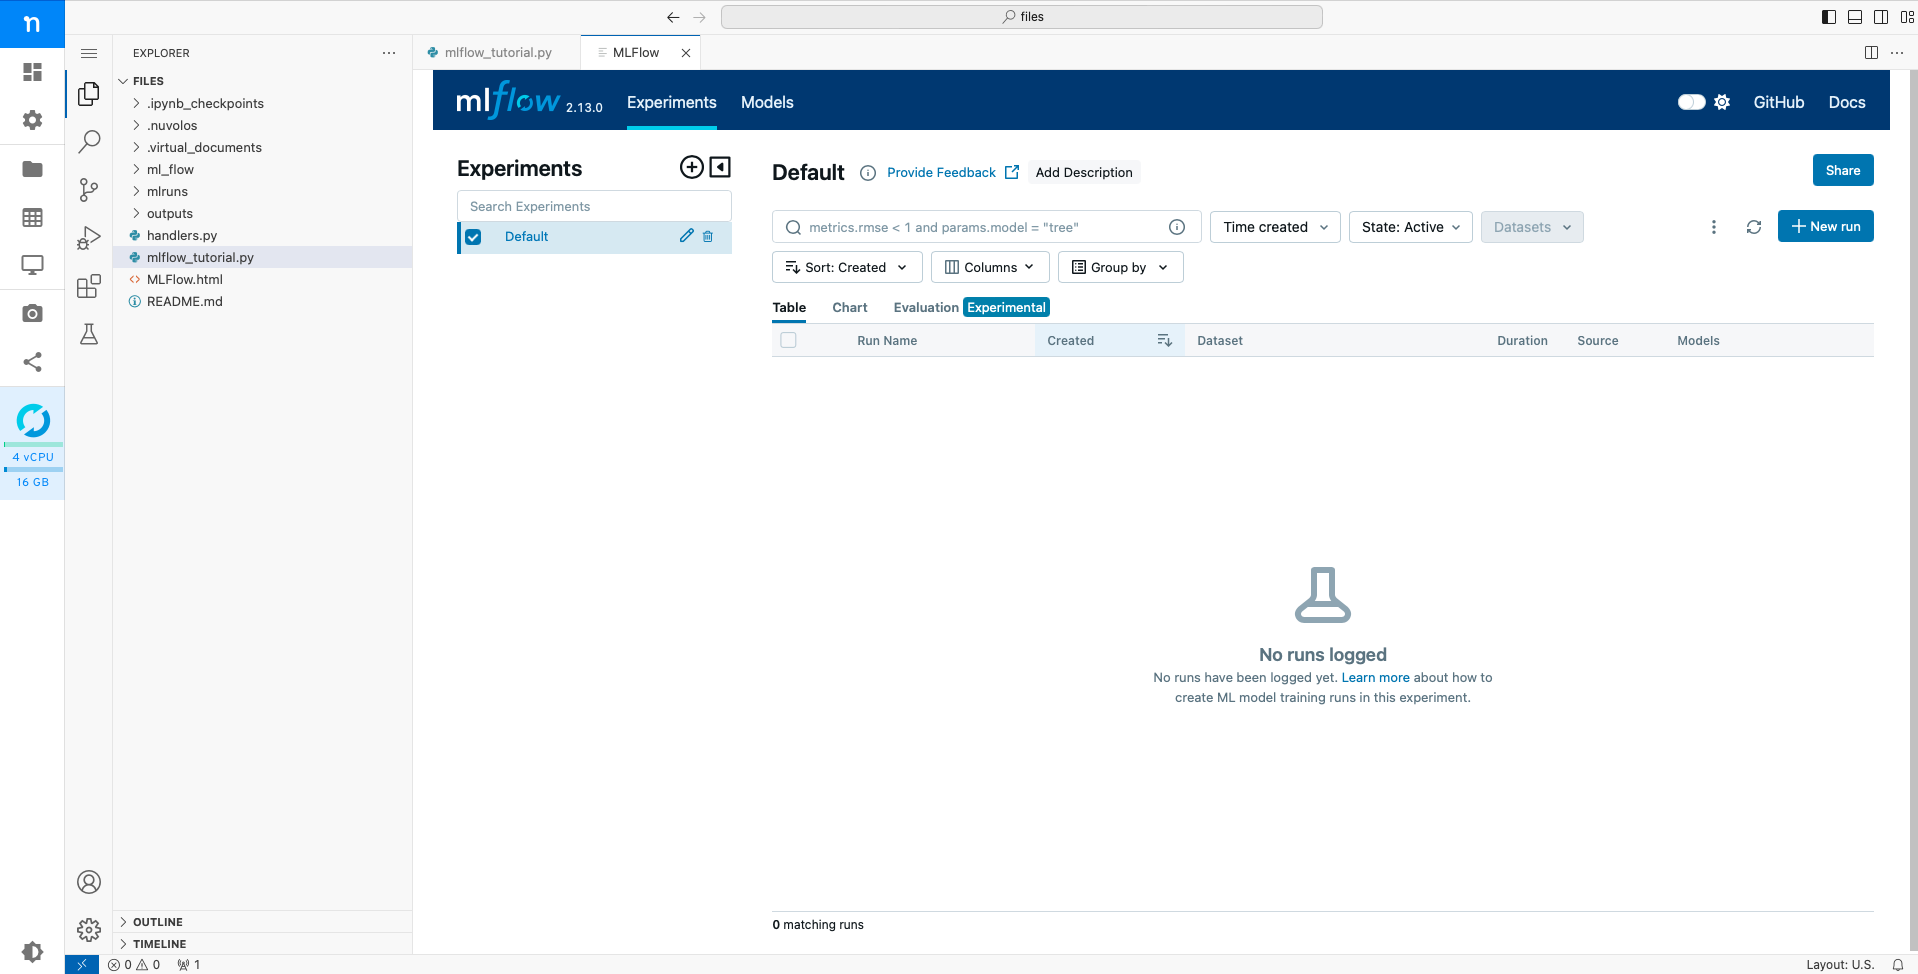 n
files
EXPLORER
mlflow_tutorial.py
MLFlow
FILES
.ipynb_checkpoints
.nuvolos
.virtual_documents
ml_flow
mlruns
outputs
handlers.py
mlflow_tutorial.py
MLFlow.html
README.md
4 vCPU
16 GB
OUTLINE
TIMELINE
mlflow 2.13.0
Experiments
Models
GitHub
Docs
Experiments
Search Experiments
Default
Default
Provide Feedback
Add Description
Share
metrics.rmse < 1 and params.model = "tree"
Time created
State: Active
Datasets
New run
Sort: Created
Columns
Group by
Table
Chart
Evaluation Experimental
Run Name
Created
Dataset
Duration
Source
Models
No runs logged
No runs have been logged yet. Learn more about how to
create ML model training runs in this experiment.
0 matching runs
0 0
1
Layout: U.S.